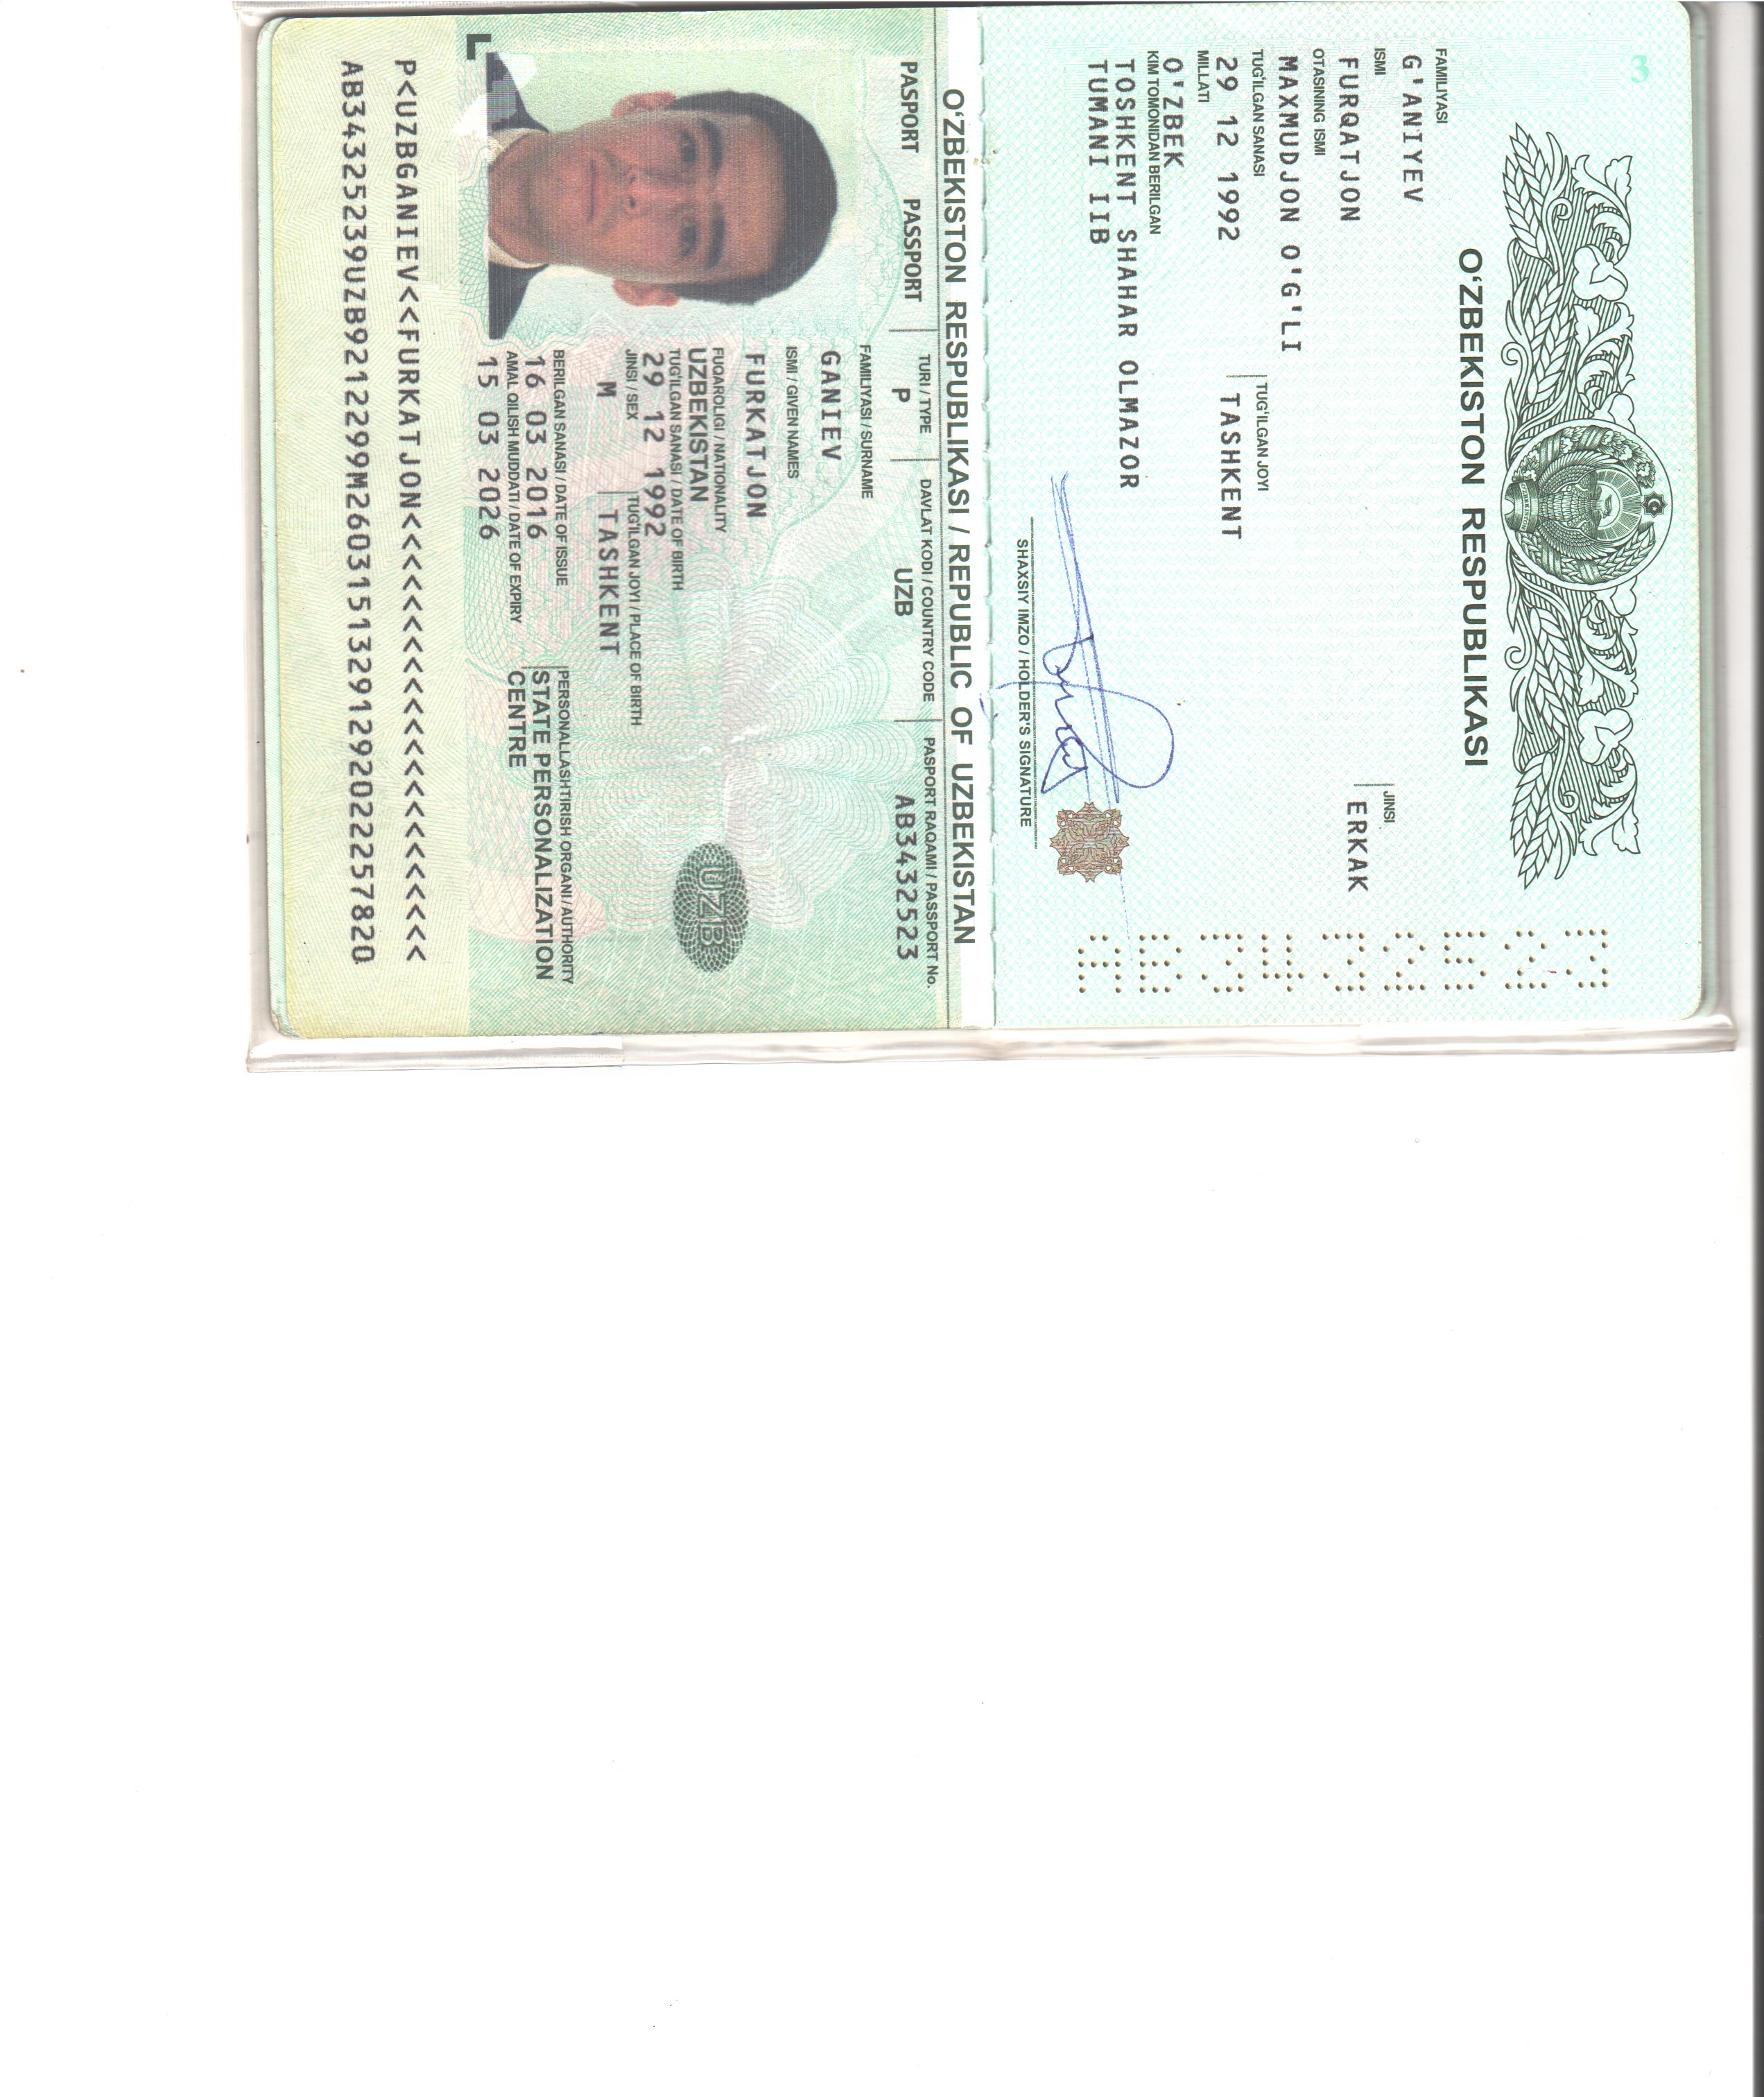 3
O‘ZBEKISTON RESPUBLIKASI
FAMILIYASI
G'ANIYEV
ISMI
FURQATJON
JINSI
ERKAK
OTASINING ISMI
MAXMUDJON O'G'LI
TUG‘ILGAN SANASI
29 12 1992
TUG‘ILGAN JOYI
TASHKENT
MILLATI
O'ZBEK
KIM TOMONIDAN BERILGAN
TOSHKENT SHAHAR OLMAZOR
TUMANI IIB
SHAXSIY IMZO / HOLDER'S SIGNATURE
AB3432523
O‘ZBEKISTON RESPUBLIKASI / REPUBLIC OF UZBEKISTAN
PASPORT PASSPORT
TURI / TYPE
P
DAVLAT KODI / COUNTRY CODE
UZB
PASPORT RAQAMI / PASSPORT No.
AB3432523
FAMILIYASI / SURNAME
GANIEV
ISMI / GIVEN NAMES
FURKATJON
FUQAROLIGI / NATIONALITY
UZBEKISTAN
TUG‘ILGAN SANASI / DATE OF BIRTH
29 12 1992
JINSI / SEX
M
TUG‘ILGAN JOYI / PLACE OF BIRTH
TASHKENT
UZB
BERILGAN SANASI / DATE OF ISSUE
16 03 2016
PERSONALLASHTIRISH ORGANI / AUTHORITY
STATE PERSONALIZATION
CENTRE
AMAL QILISH MUDDATI / DATE OF EXPIRY
15 03 2026
P<UZBGANIEV<<FURKATJON<<<<<<<<<<<<<<<<<<<<<<
AB34325239UZB9212299M26031513291292022257820